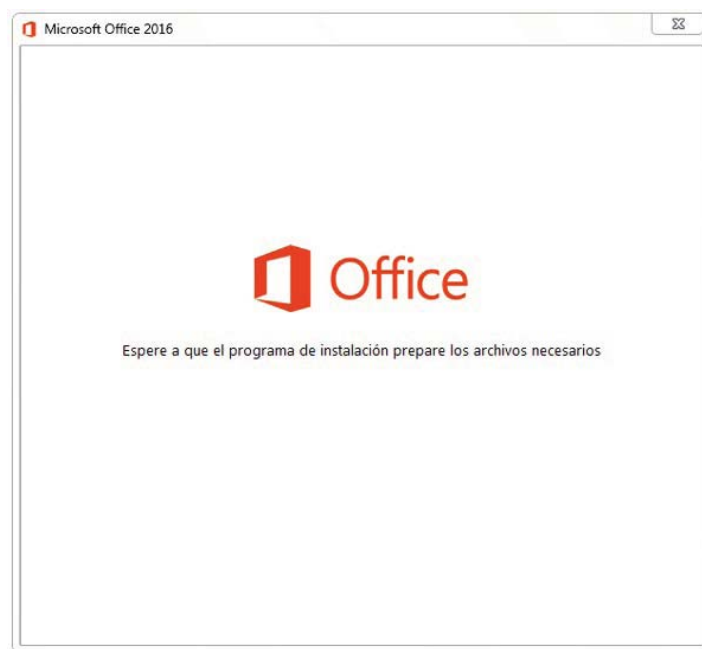 Microsoft Office 2016
Office
Espere a que el programa de instalación prepare los archivos necesarios